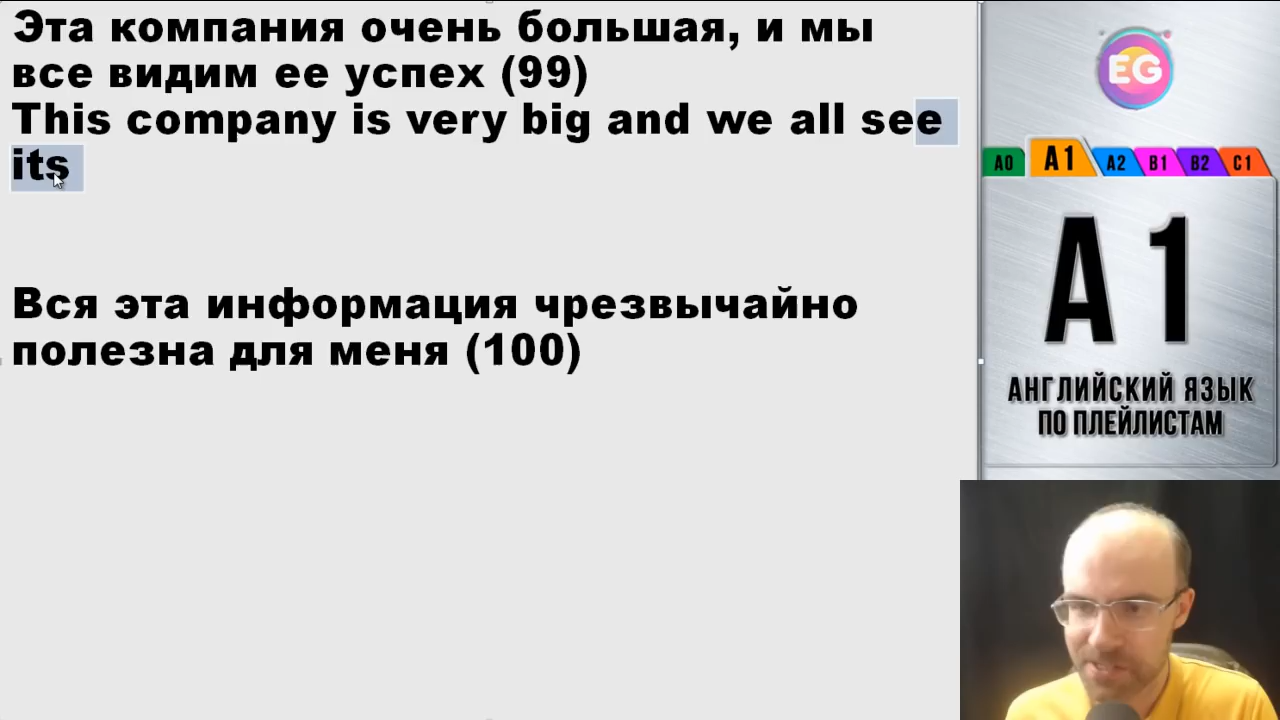 Эта компания очень большая, и мы
все видим ее успех (99)
This company is very big and we all see
its
Вся эта информация чрезвычайно
полезна для меня (100)
EG
A0 A1 A2 B1 B2 C1
A 1
АНГЛИЙСКИЙ ЯЗЫК
ПО ПЛЕЙЛИСТАМ